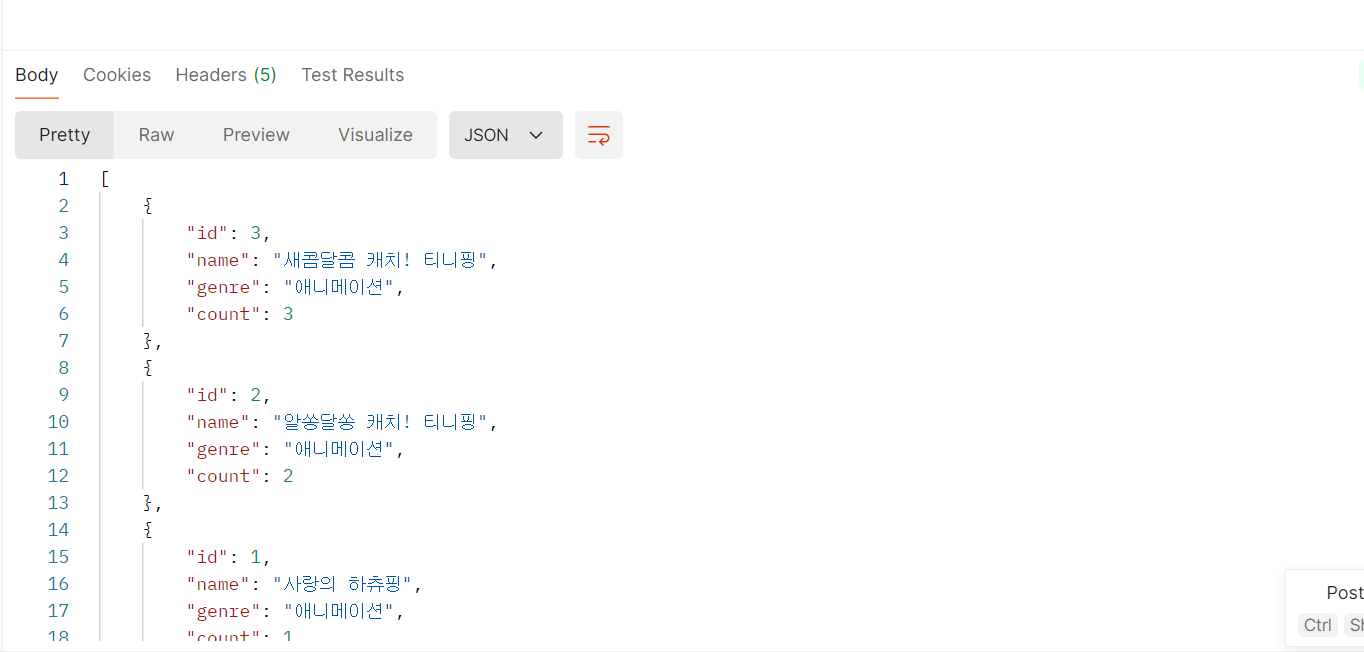 Body Cookies Headers (5) Test Results
Pretty Raw Preview Visualize JSON
1 [
2 {
3 "id": 3,
4 "name": "새콤달콤 캐치! 티니핑",
5 "genre": "애니메이션",
6 "count": 3
7 },
8 {
9 "id": 2,
10 "name": "알쏭달쏭 캐치! 티니핑",
11 "genre": "애니메이션",
12 "count": 2
13 },
14 {
15 "id": 1,
16 "name": "사랑의 하츄핑",
17 "genre": "애니메이션",
18 "count": 1
Post
Ctrl Sh